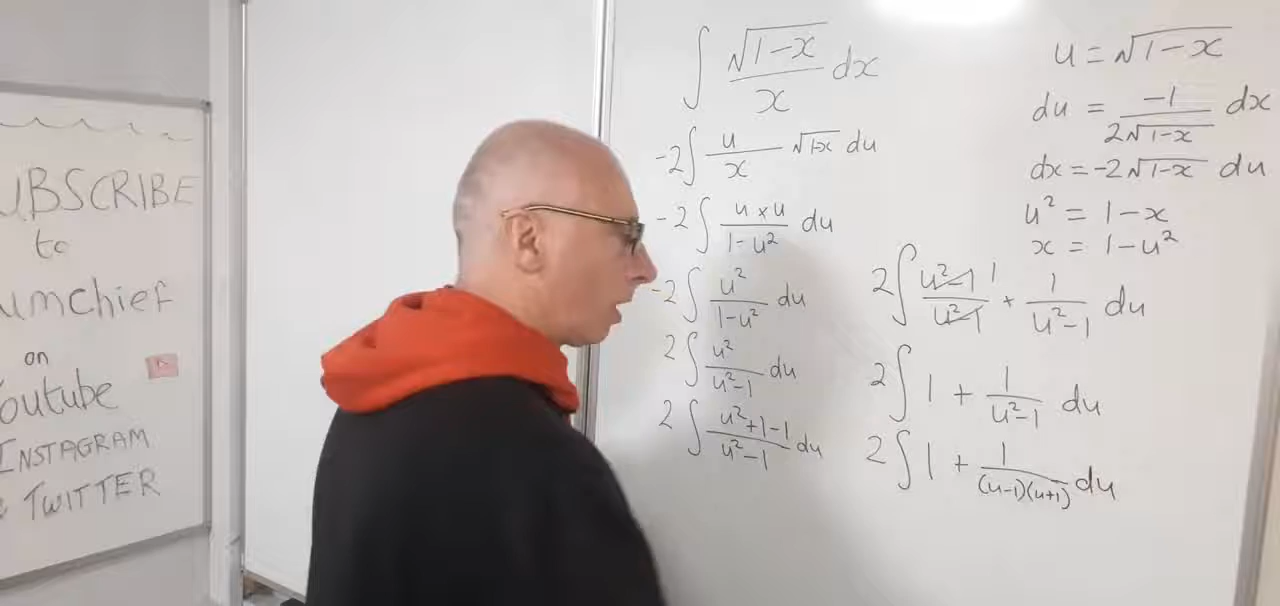 UBSCRIBE
to
umchief
on
outube
INSTAGRAM
TWITTER
∫ √(1-x)/x dx
-2∫ u/x √(1-x) du
-2∫ (u×u)/(1-u²) du
-2∫ u²/(1-u²) du
2∫ u²/(u²-1) du
2∫ (u²+1-1)/(u²-1) du
u = √(1-x)
du = -1/(2√(1-x)) dx
dx = -2√(1-x) du
u² = 1-x
x = 1-u²
2∫ (u²-1)/(u²-1) 1 + 1/(u²-1) du
2∫ 1 + 1/(u²-1) du
2∫ 1 + 1/((u-1)(u+1)) du